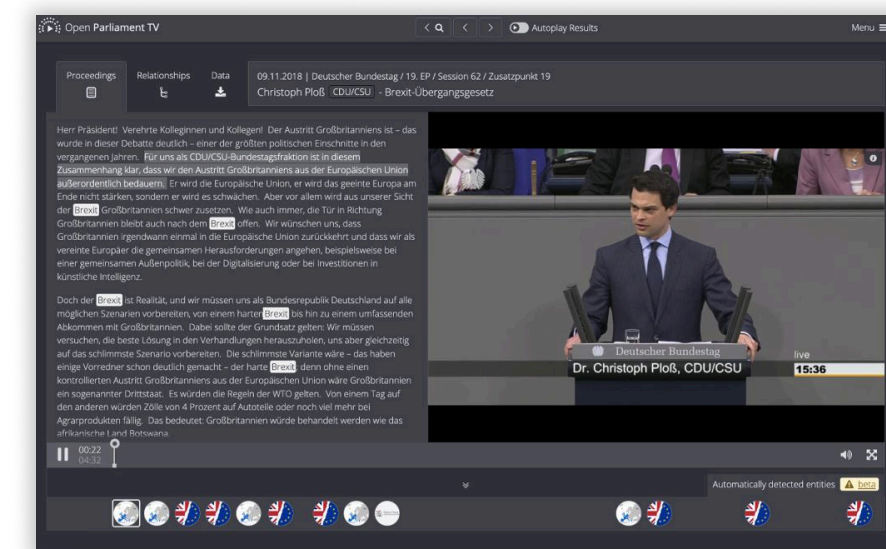 Open Parliament TV
Autoplay Results
Menu
Proceedings
Relationships
Data
09.11.2018 | Deutscher Bundestag / 19. EP / Session 62 / Zusatzpunkt 19
Christoph Ploß CDU/CSU - Brexit-Übergangsgesetz
Herr Präsident! Verehrte Kolleginnen und Kollegen! Der Austritt Großbritanniens ist – das
wurde in dieser Debatte deutlich – einer der größten politischen Einschnitte in den
vergangenen Jahren. Für uns als CDU/CSU-Bundestagsfraktion ist in diesem
Zusammenhang klar, dass wir den Austritt Großbritanniens aus der Europäischen Union
außerordentlich bedauern. Er wird die Europäische Union, er wird das geeinte Europa am
Ende nicht stärken, sondern er wird es schwächen. Aber vor allem wird aus unserer Sicht
der Brexit Großbritannien schwer zusetzen. Wie auch immer, die Tür in Richtung
Großbritannien bleibt auch nach dem Brexit offen. Wir wünschen uns, dass
Großbritannien irgendwann einmal in die Europäische Union zurückkehrt und dass wir als
vereinte Europäer die gemeinsamen Herausforderungen angehen, beispielsweise bei
einer gemeinsamen Außenpolitik, bei der Digitalisierung oder bei Investitionen in
künstliche Intelligenz.
Doch der Brexit ist Realität, und wir müssen uns als Bundesrepublik Deutschland auf alle
möglichen Szenarien vorbereiten, von einem harten Brexit bis hin zu einem umfassenden
Abkommen mit Großbritannien. Dabei sollte der Grundsatz gelten: Wir müssen
versuchen, die beste Lösung in den Verhandlungen herauszuholen, uns aber gleichzeitig
auf das schlimmste Szenario vorbereiten. Die schlimmste Variante wäre – das haben
einige Vorredner schon deutlich gemacht – der harte Brexit; denn ohne einen
kontrollierten Austritt Großbritanniens aus der Europäischen Union wäre Großbritannien
ein sogenannter Drittstaat. Es würden die Regeln der WTO gelten. Von einem Tag auf
den anderen würden Zölle von 4 Prozent auf Autoteile oder noch viel mehr bei
Agrarprodukten fällig. Das bedeutet: Großbritannien würde behandelt werden wie das
afrikanische Land Botswana.
Deutscher Bundestag
Dr. Christoph Ploß, CDU/CSU
live
15:36
00:22
04:32
Automatically detected entities beta